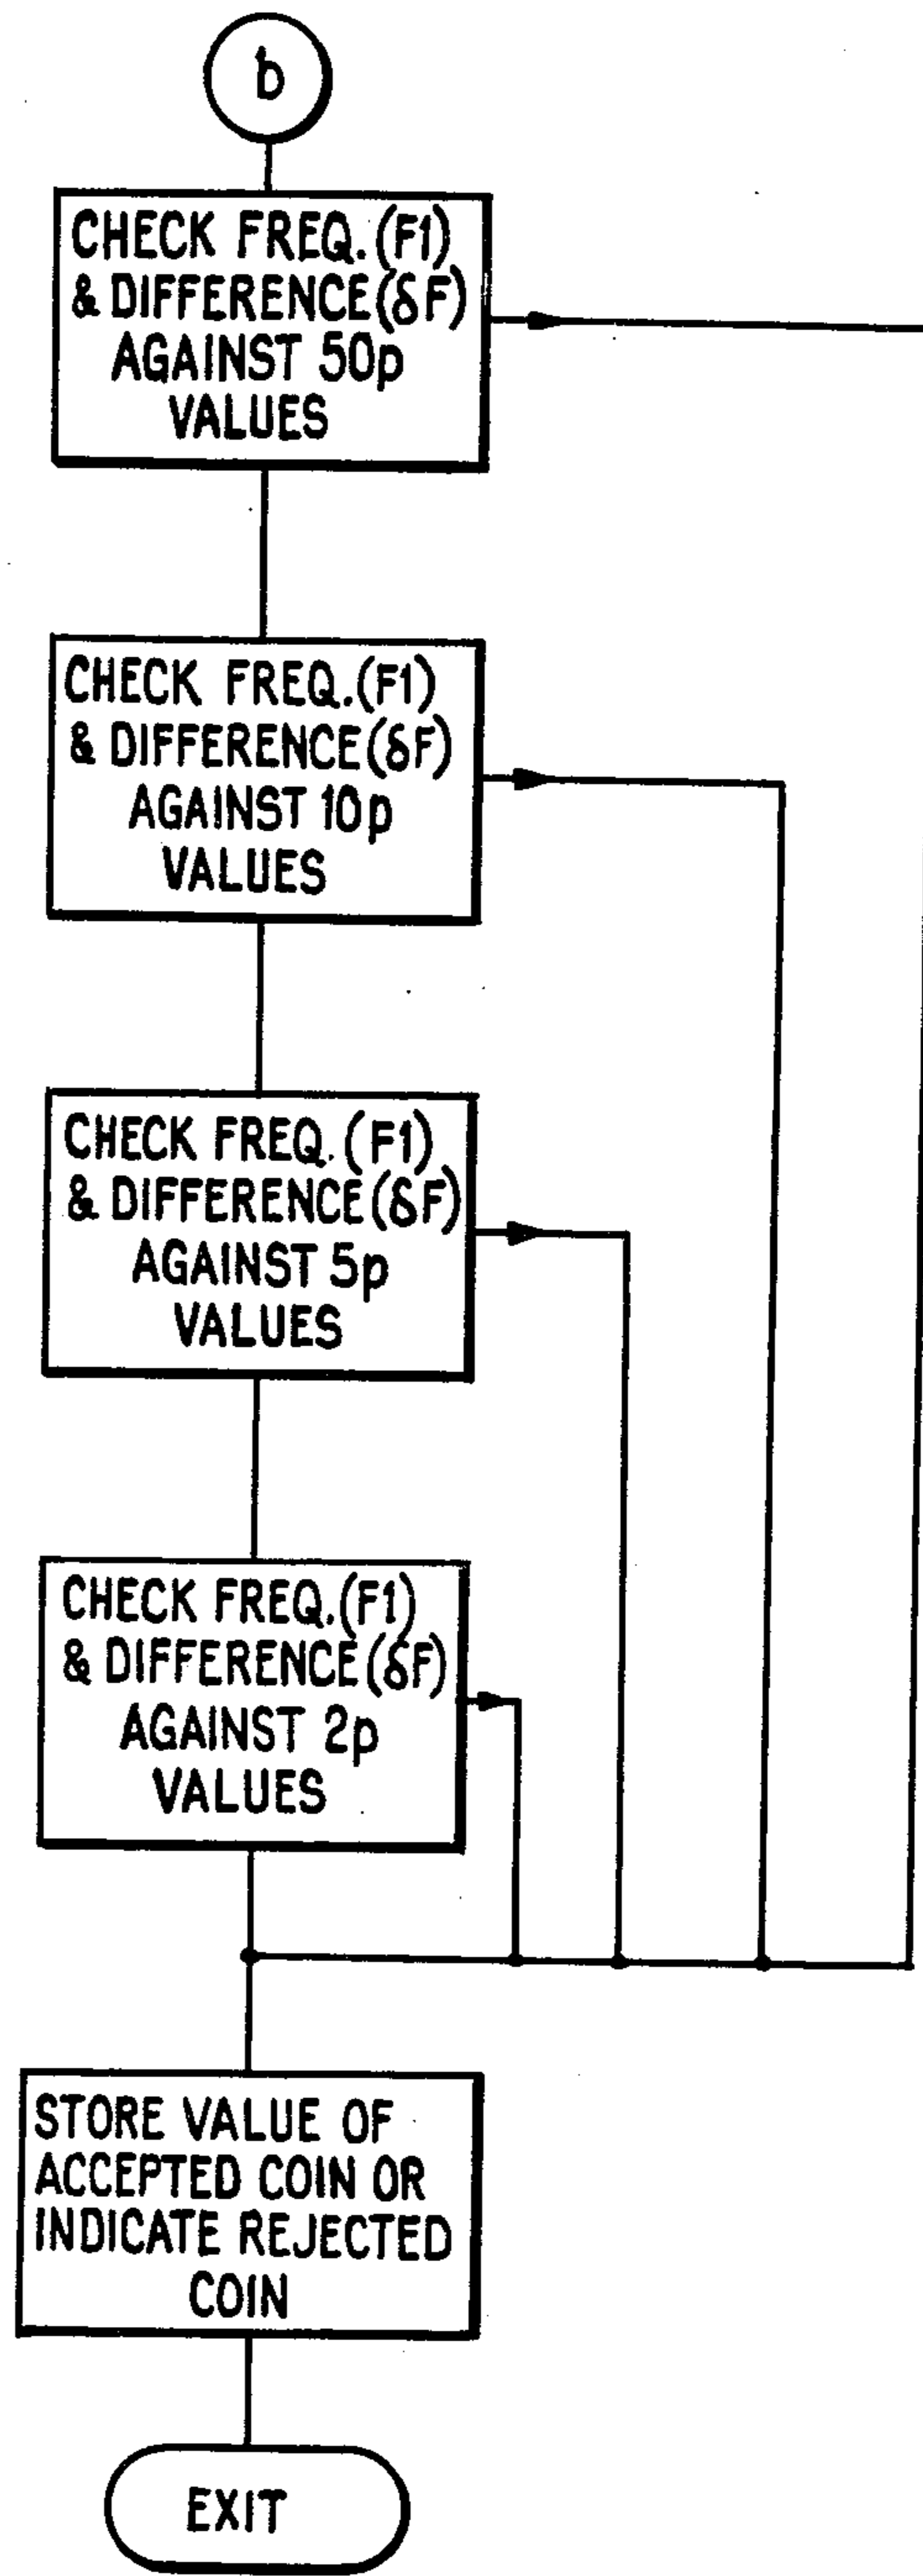 b
CHECK FREQ.(F1)
& DIFFERENCE(δF)
AGAINST 50p
VALUES
CHECK FREQ.(F1)
& DIFFERENCE(δF)
AGAINST 10p
VALUES
CHECK FREQ.(F1)
& DIFFERENCE(δF)
AGAINST 5p
VALUES
CHECK FREQ.(F1)
& DIFFERENCE(δF)
AGAINST 2p
VALUES
STORE VALUE OF
ACCEPTED COIN OR
INDICATE REJECTED
COIN
EXIT